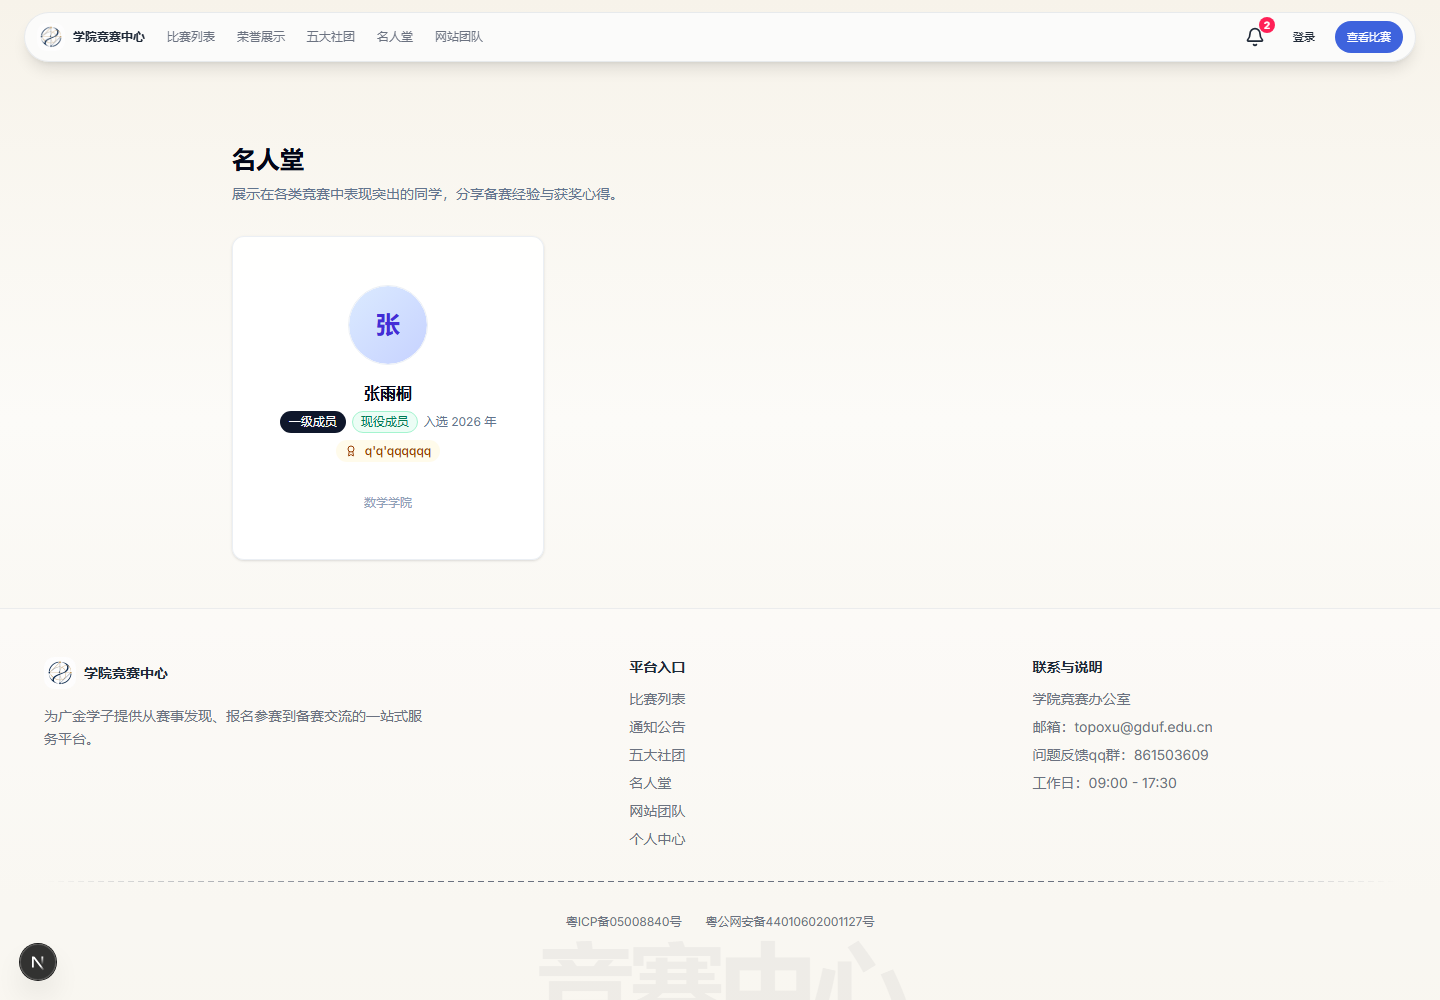 学院竞赛中心 比赛列表 荣誉展示 五大社团 名人堂 网站团队 2 登录 查看比赛
名人堂
展示在各类竞赛中表现突出的同学，分享备赛经验与获奖心得。
张
张雨桐
一级成员 现役成员 入选 2026 年
q'q'qqqqqq
数学学院
学院竞赛中心
为广金学子提供从赛事发现、报名参赛到备赛交流的一站式服
务平台。
平台入口
比赛列表
通知公告
五大社团
名人堂
网站团队
个人中心
联系与说明
学院竞赛办公室
邮箱：topoxu@gduf.edu.cn
问题反馈qq群：861503609
工作日：09:00 - 17:30
粤ICP备05008840号 粤公网安备44010602001127号
竞赛中心
N